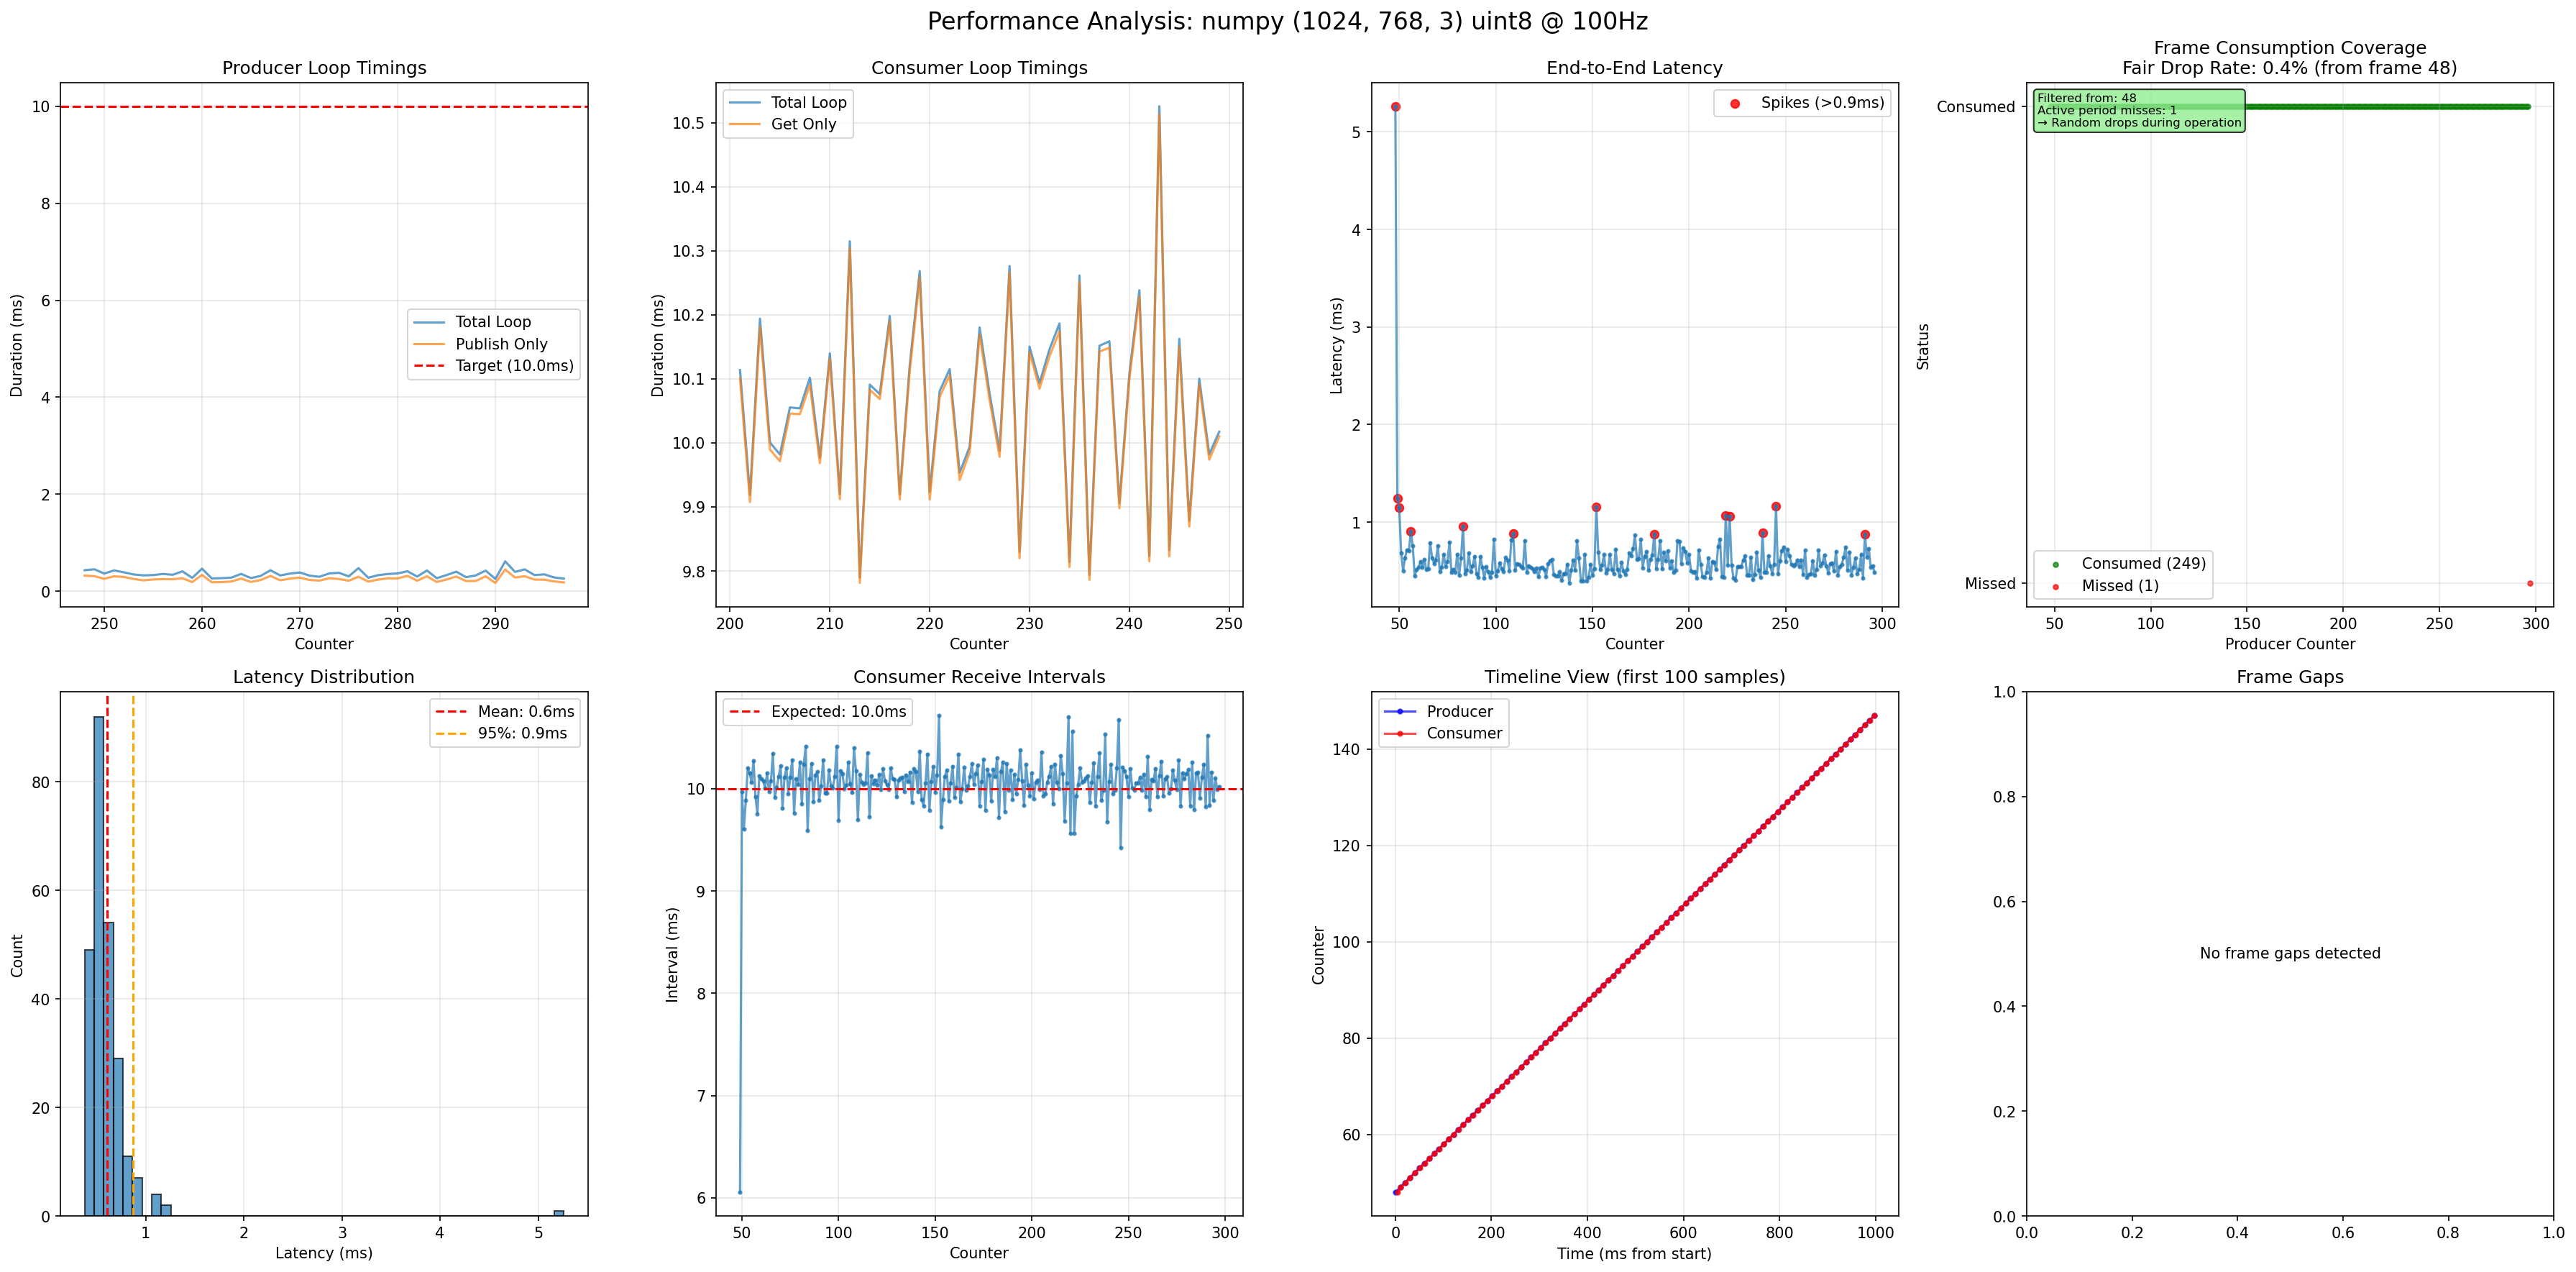 Performance Analysis: numpy (1024, 768, 3) uint8 @ 100Hz
Producer Loop Timings
10
8
6
4
2
0
Duration (ms)
Total Loop
Publish Only
Target (10.0ms)
250
260
270
280
290
Counter
Consumer Loop Timings
Total Loop
Get Only
10.5
10.4
10.3
10.2
10.1
10.0
9.9
9.8
Duration (ms)
200
210
220
230
240
250
Counter
End-to-End Latency
Spikes (>0.9ms)
5
4
3
2
1
Latency (ms)
50
100
150
200
250
300
Counter
Frame Consumption Coverage
Fair Drop Rate: 0.4% (from frame 48)
Consumed
Filtered from: 48
Active period misses: 1
→ Random drops during operation
Status
Missed
Consumed (249)
Missed (1)
50
100
150
200
250
300
Producer Counter
Latency Distribution
Mean: 0.6ms
95%: 0.9ms
80
60
40
20
0
Count
1
2
3
4
5
Latency (ms)
Consumer Receive Intervals
Expected: 10.0ms
10
9
8
7
6
Interval (ms)
50
100
150
200
250
300
Counter
Timeline View (first 100 samples)
Producer
Consumer
140
120
100
80
60
Counter
0
200
400
600
800
1000
Time (ms from start)
Frame Gaps
1.0
0.8
0.6
0.4
0.2
0.0
No frame gaps detected
0.0
0.2
0.4
0.6
0.8
1.0